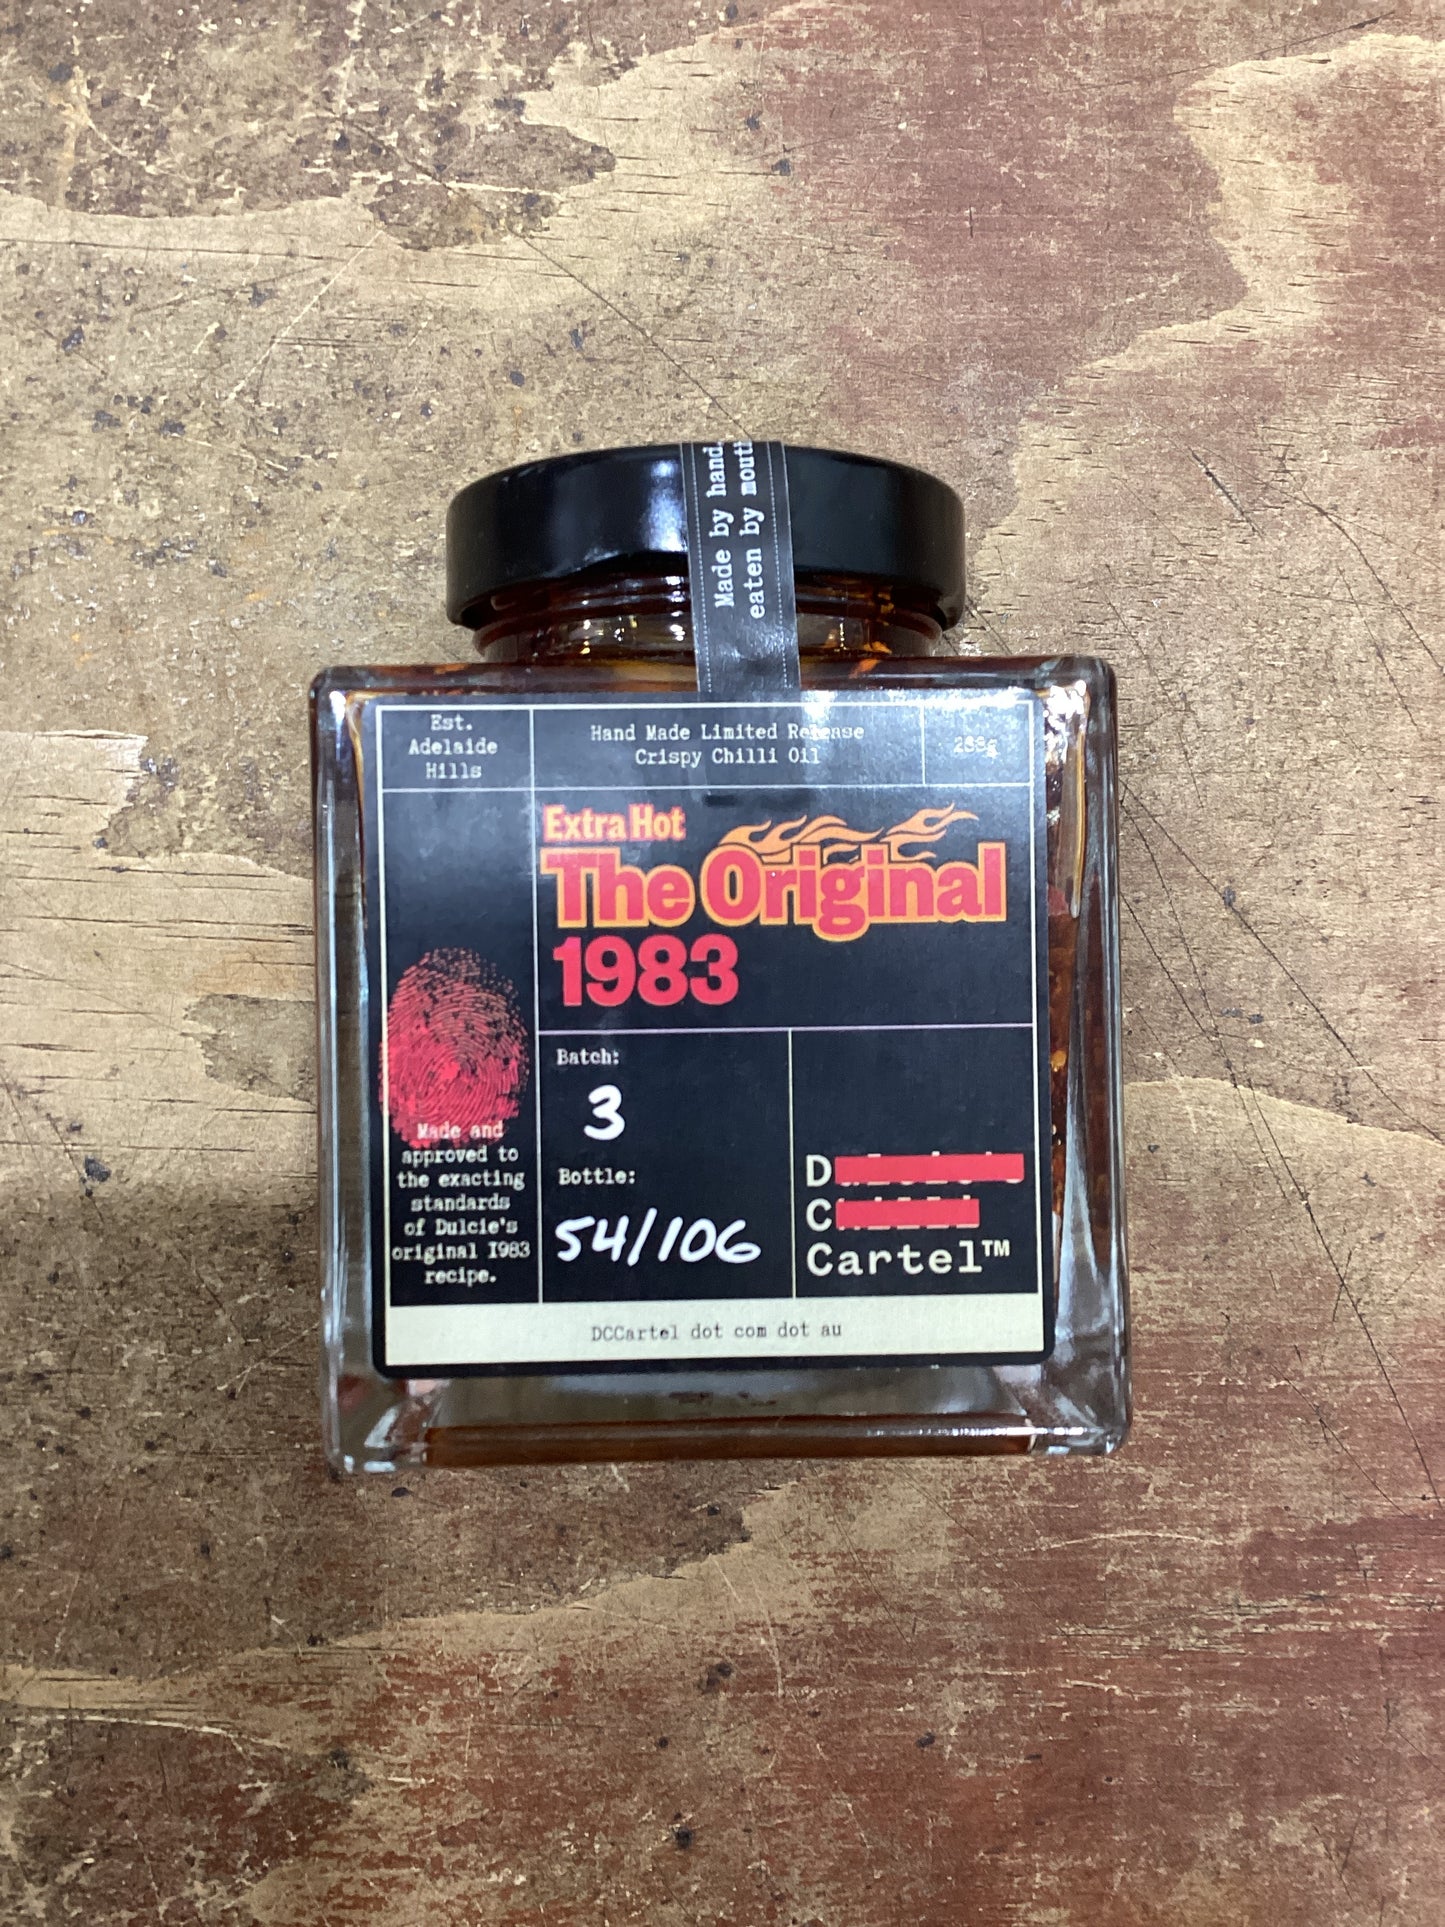 Made by hand,
eaten by mouth
Est.
Adelaide
Hills
Hand Made Limited Release
Crispy Chilli Oil
Extra Hot
The Original
1983
Made and
approved to
the exacting
standards
of Dulcie's
original 1983
recipe.
Batch:
3
Bottle:
54/106
D
C
Cartel™
DCCartel dot com dot au